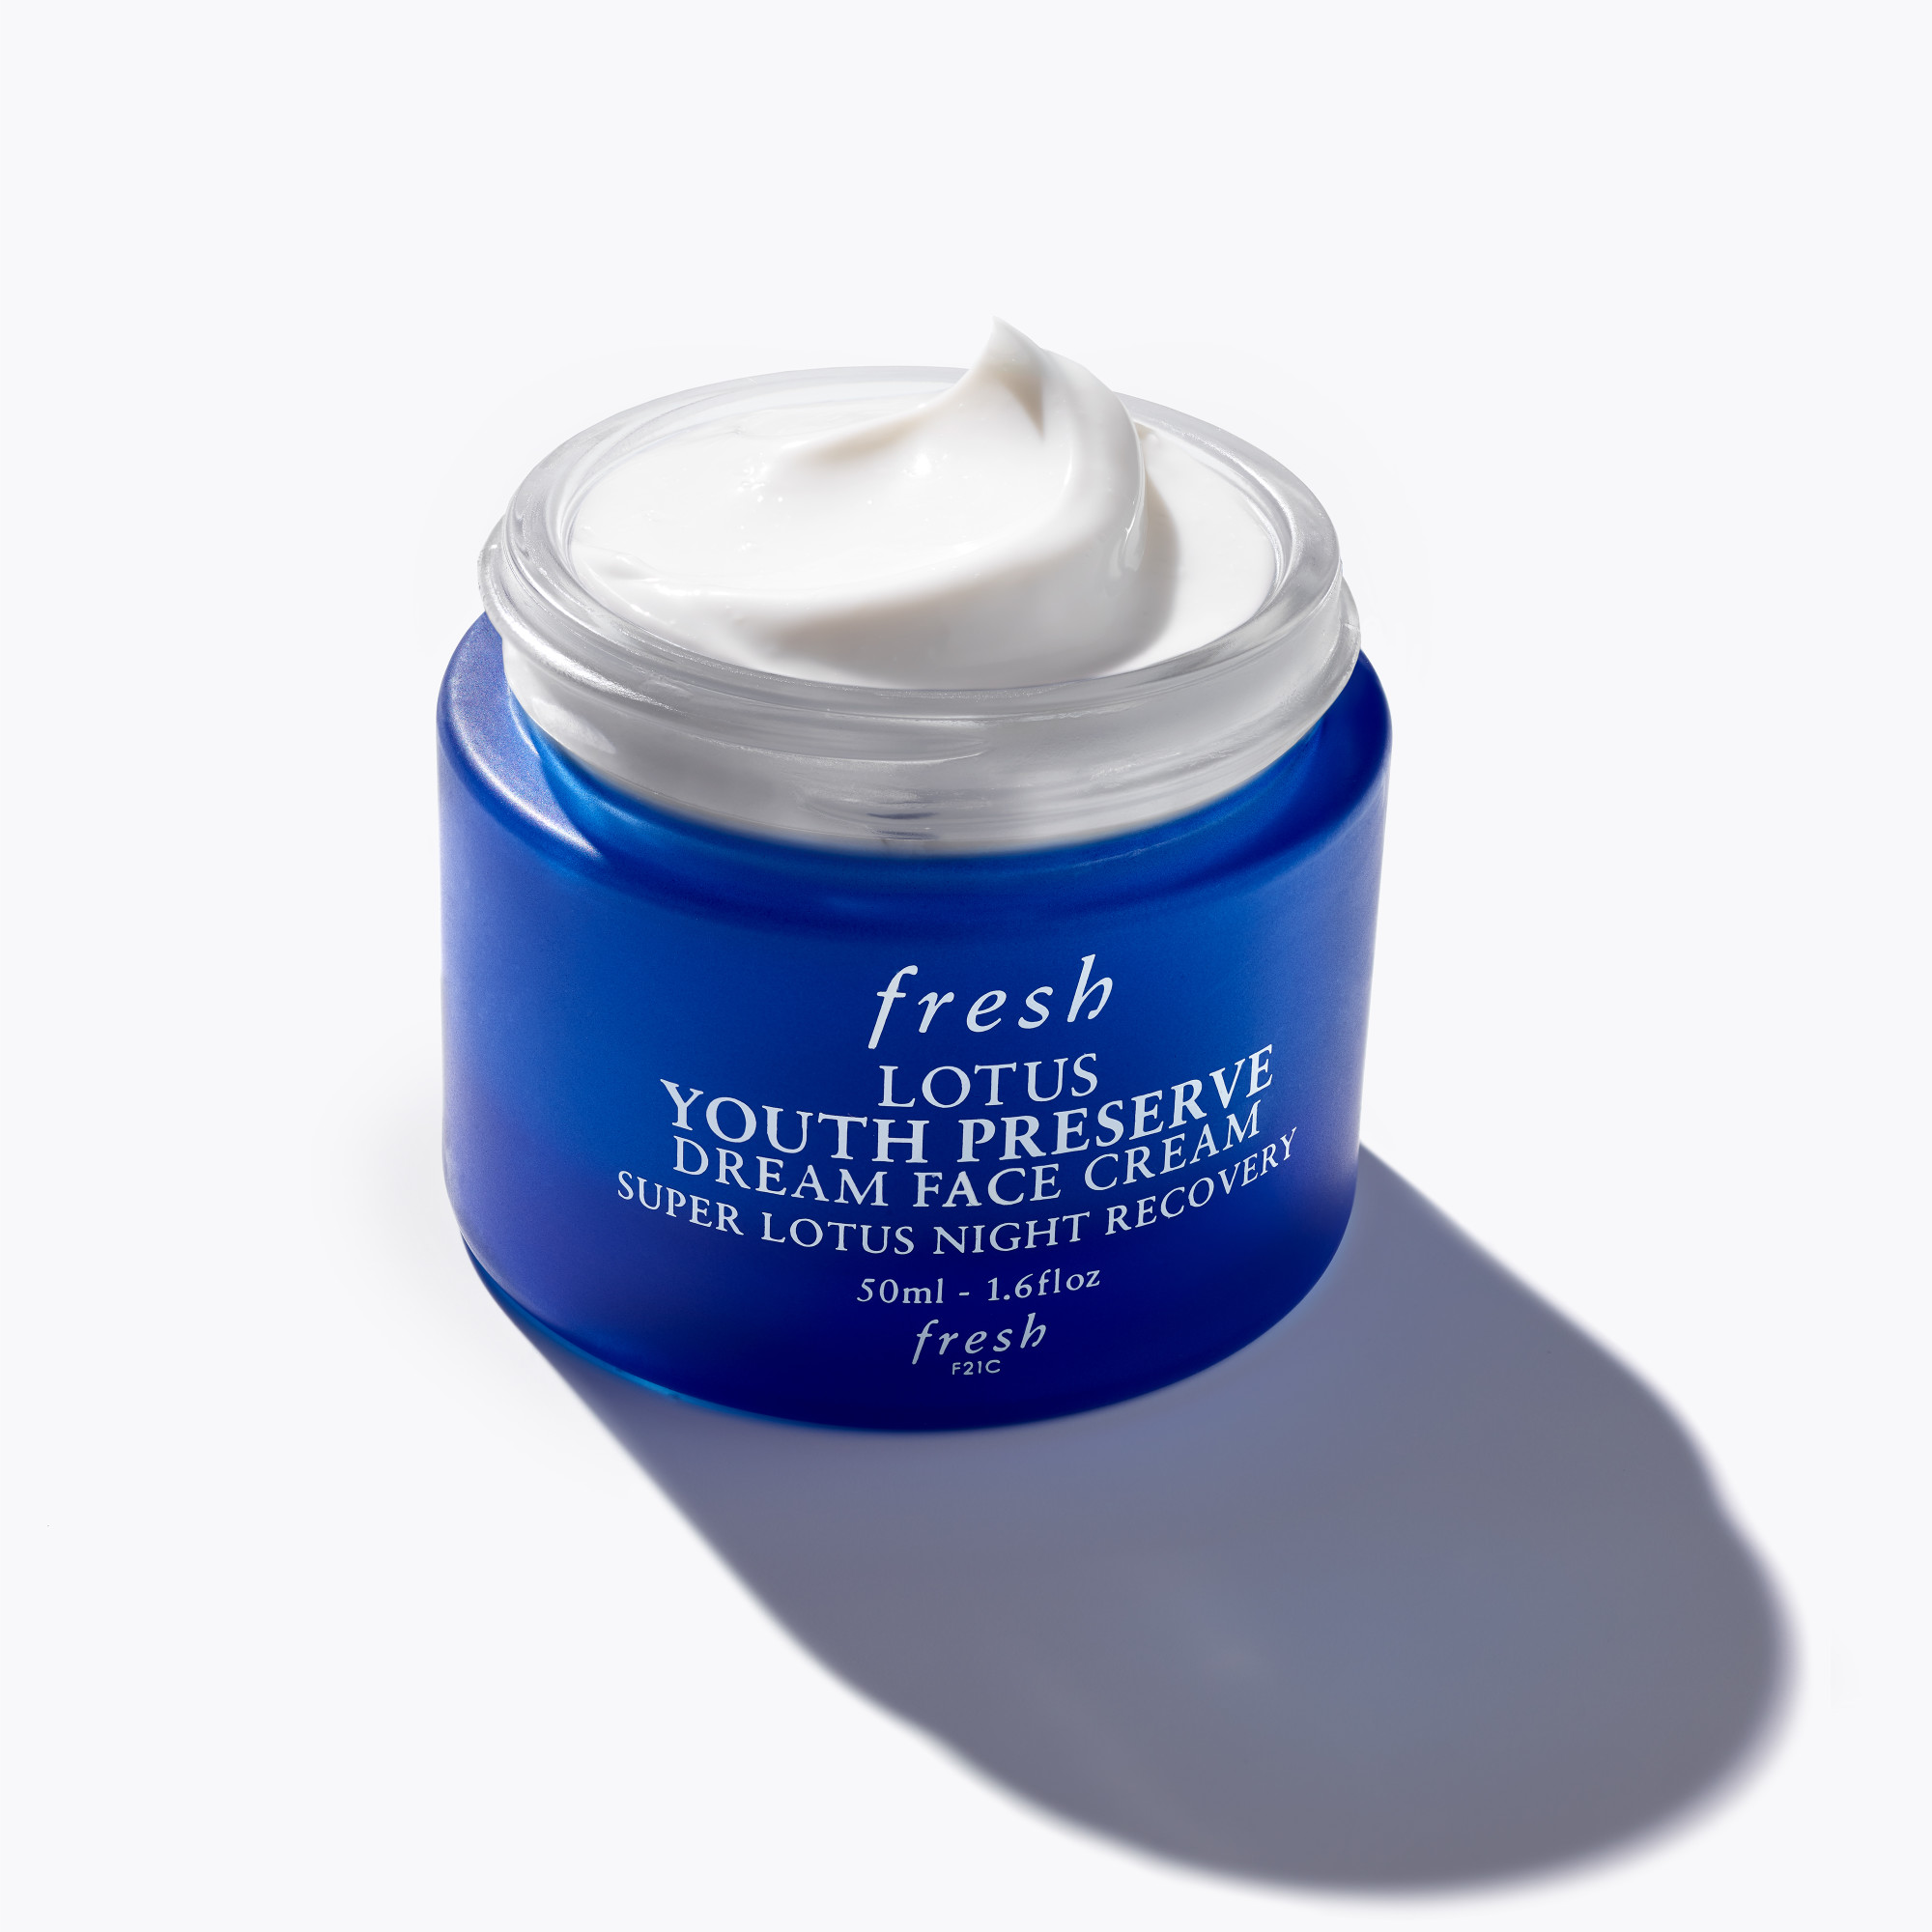 fresh
LOTUS
YOUTH PRESERVE
DREAM FACE CREAM
SUPER LOTUS NIGHT RECOVERY
50ml - 1.6floz
fresh
F21C